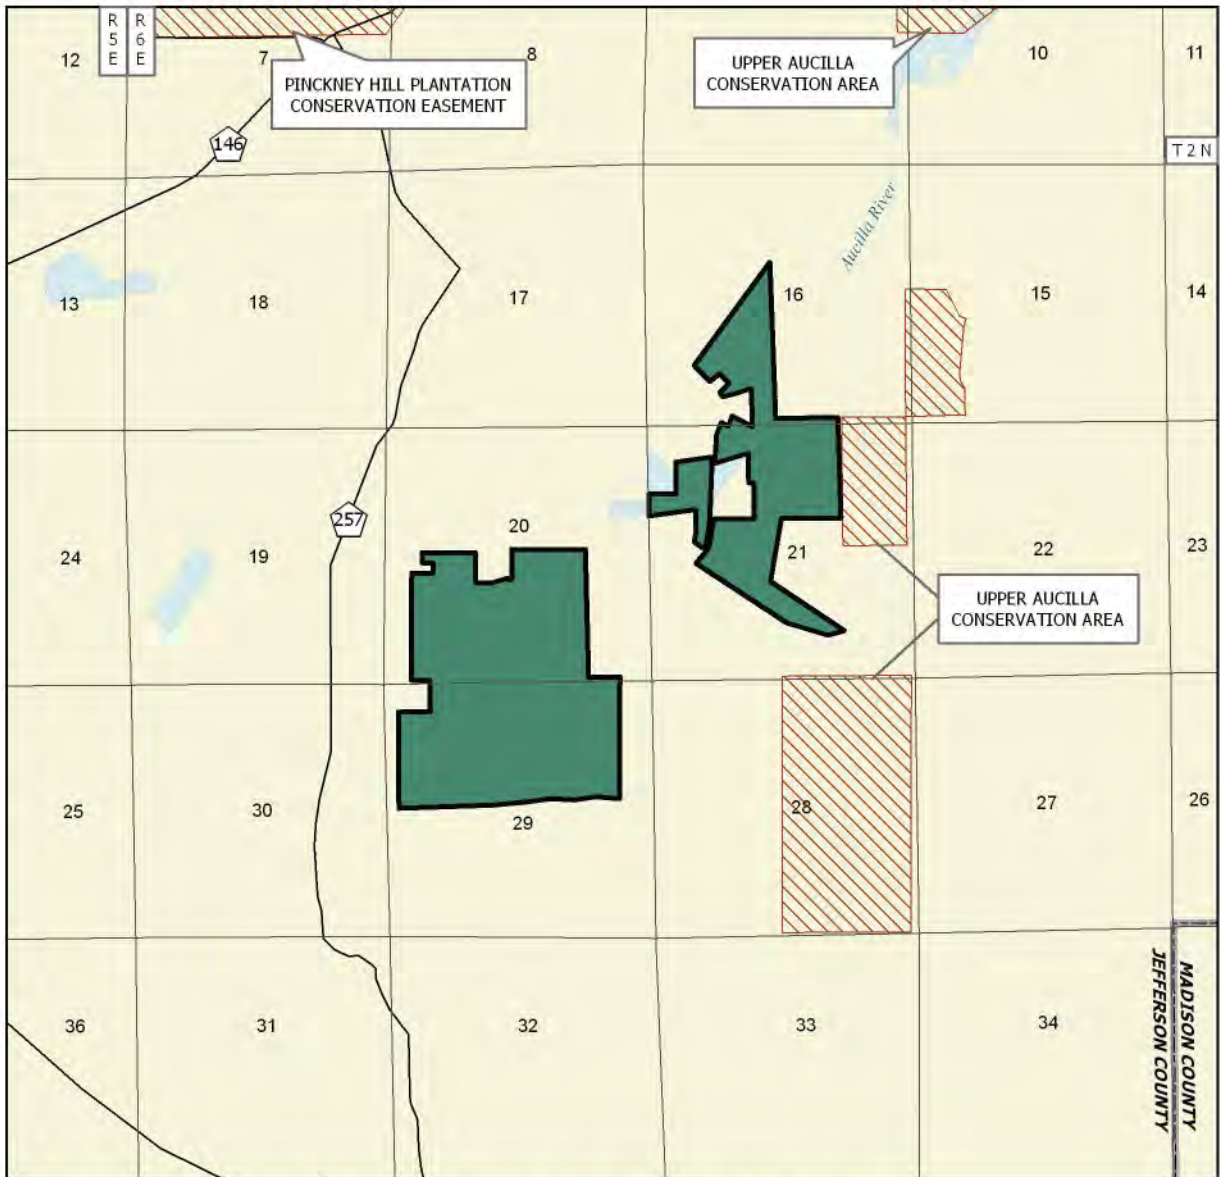 R
5
E
R
6
E
12
7
8
10
11
PINCKNEY HILL PLANTATION
CONSERVATION EASEMENT
UPPER AUCILLA
CONSERVATION AREA
146
T 2 N
Aucilla River
13
18
17
16
15
14
257
24
19
20
21
22
23
UPPER AUCILLA
CONSERVATION AREA
25
30
29
28
27
26
36
31
32
33
34
MADISON COUNTY
JEFFERSON COUNTY